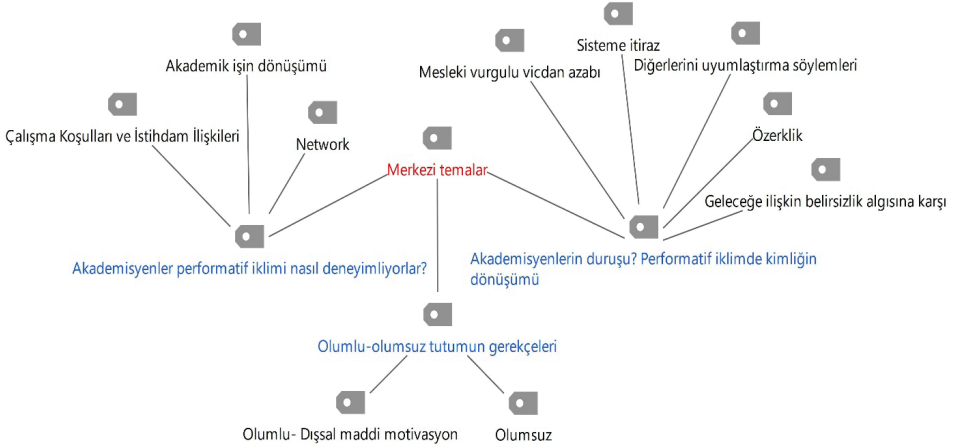 Sisteme itiraz
Akademik işin dönüşümü
Mesleki vurgulu vicdan azabı
Diğerlerini uyumlaştırma söylemleri
Çalışma Koşulları ve İstihdam İlişkileri
Network
Özerklik
Merkezi temalar
Geleceğe ilişkin belirsizlik algısına karşı
Akademisyenler performatif iklimi nasıl deneyimliyorlar?
Akademisyenlerin duruşu? Performatif iklimde kimliğin
dönüşümü
Olumlu-olumsuz tutumun gerekçeleri
Olumlu- Dışsal maddi motivasyon
Olumsuz